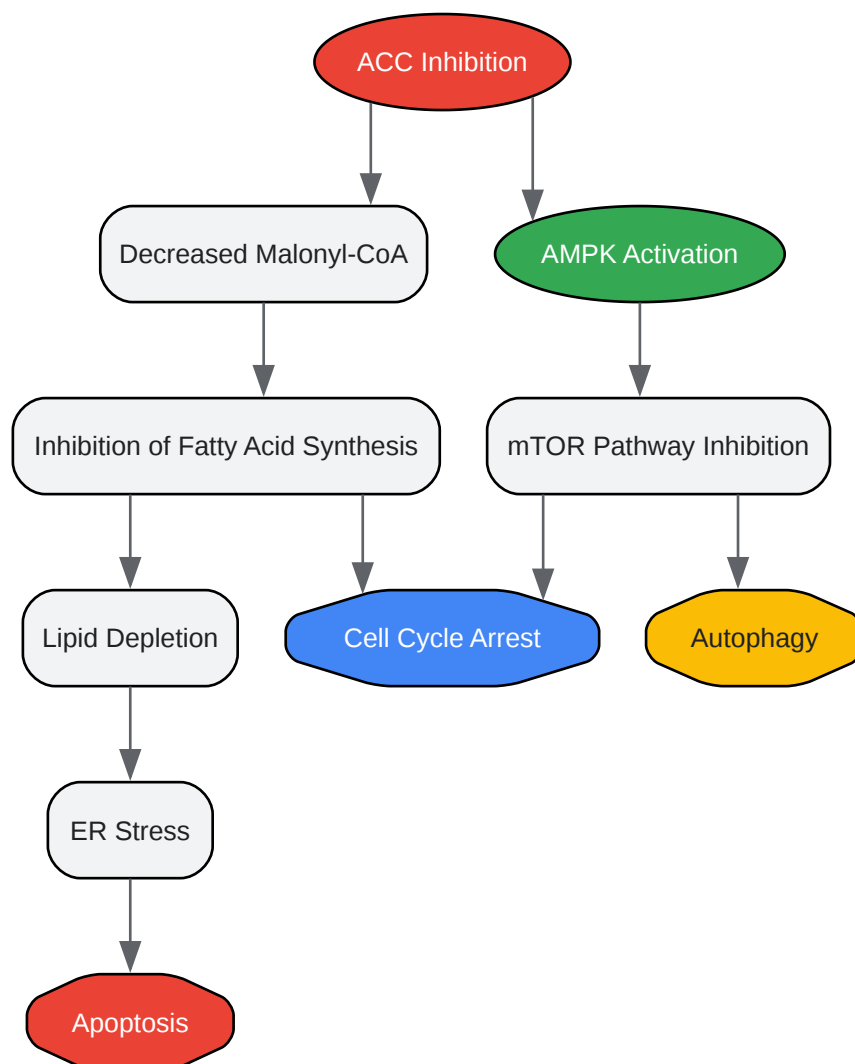 ACC Inhibition
Decreased Malonyl-CoA
AMPK Activation
Inhibition of Fatty Acid Synthesis
mTOR Pathway Inhibition
Lipid Depletion
Cell Cycle Arrest
Autophagy
ER Stress
Apoptosis